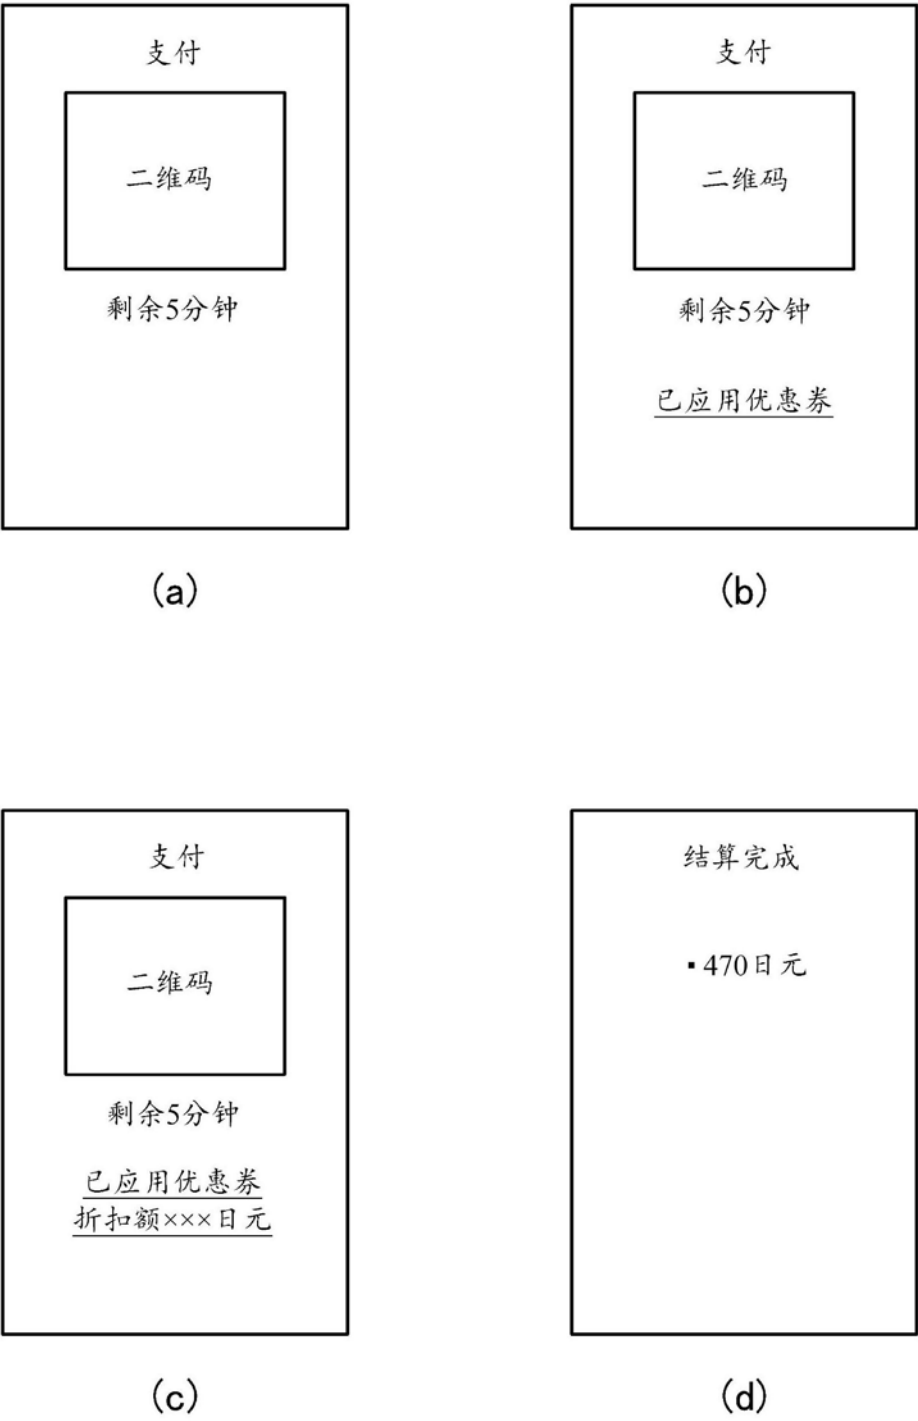 支付
二维码
剩余5分钟
(a)
支付
二维码
剩余5分钟
已应用优惠券
(b)
支付
二维码
剩余5分钟
已应用优惠券
折扣额×××日元
(c)
结算完成
▪470日元
(d)